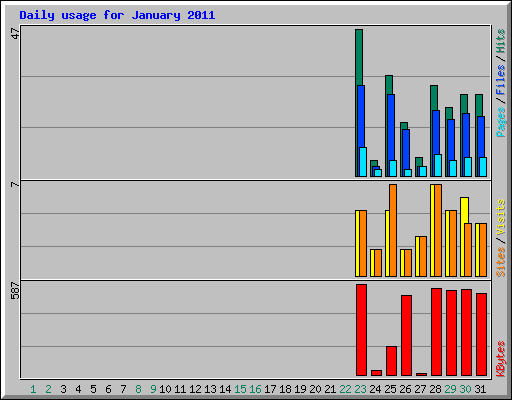 Daily usage for January 2011
47
7
587
Pages / Files / Hits
Sites / Visits
KBytes
1 2 3 4 5 6 7 8 9 10 11 12 13 14 15 16 17 18 19 20 21 22 23 24 25 26 27 28 29 30 31